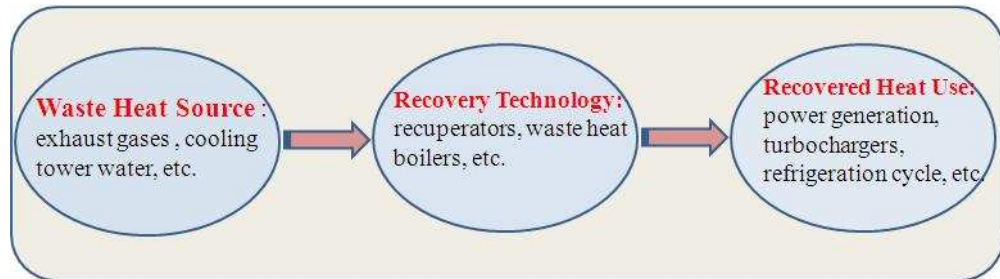 Waste Heat Source :
exhaust gases , cooling
tower water, etc.
Recovery Technology:
recuperators, waste heat
boilers, etc.
Recovered Heat Use:
power generation,
turbochargers,
refrigeration cycle, etc.